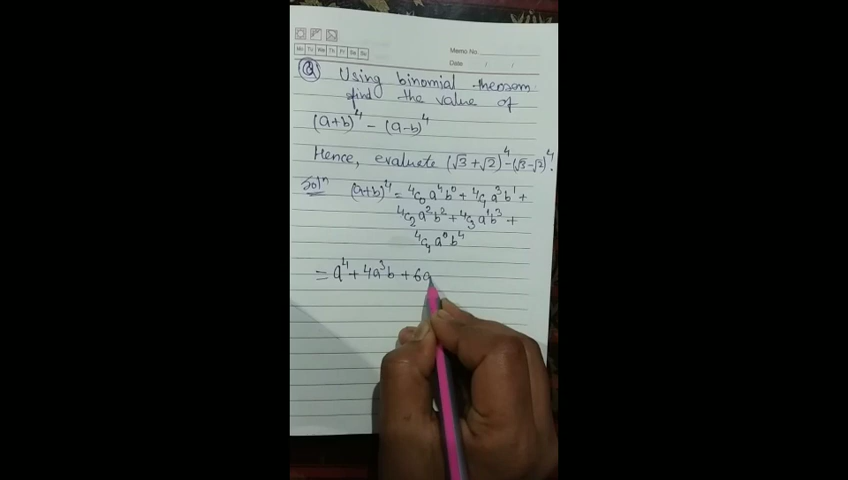 Mo Tu We Th Fr Sa Su
Memo No.
Date / /
Q Using binomial theorem
find the value of
(a+b)⁴ - (a-b)⁴
Hence, evaluate (√3+√2)⁴-(√3-√2)⁴.
Solⁿ (a+b)⁴ = ⁴C₀ a⁴b⁰ + ⁴C₁ a³b¹ +
⁴C₂ a²b² + ⁴C₃ a¹b³ +
⁴C₄ a⁰b⁴
= a⁴ + 4a³b + 6a